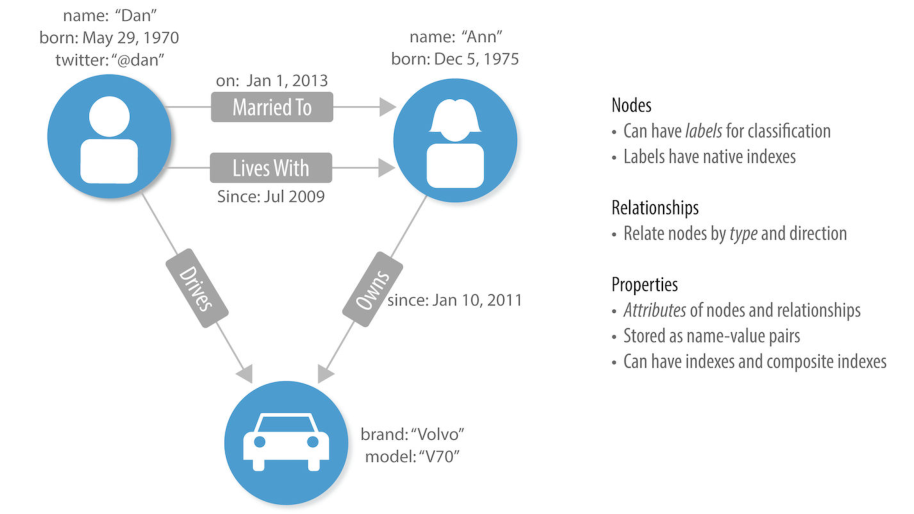 name: “Dan”
born: May 29, 1970
twitter: “@dan”
name: “Ann”
born: Dec 5, 1975
on: Jan 1, 2013
Married To
Lives With
Since: Jul 2009
Drives
Owns
since: Jan 10, 2011
brand: “Volvo”
model: “V70”
Nodes
• Can have labels for classification
• Labels have native indexes
Relationships
• Relate nodes by type and direction
Properties
• Attributes of nodes and relationships
• Stored as name-value pairs
• Can have indexes and composite indexes